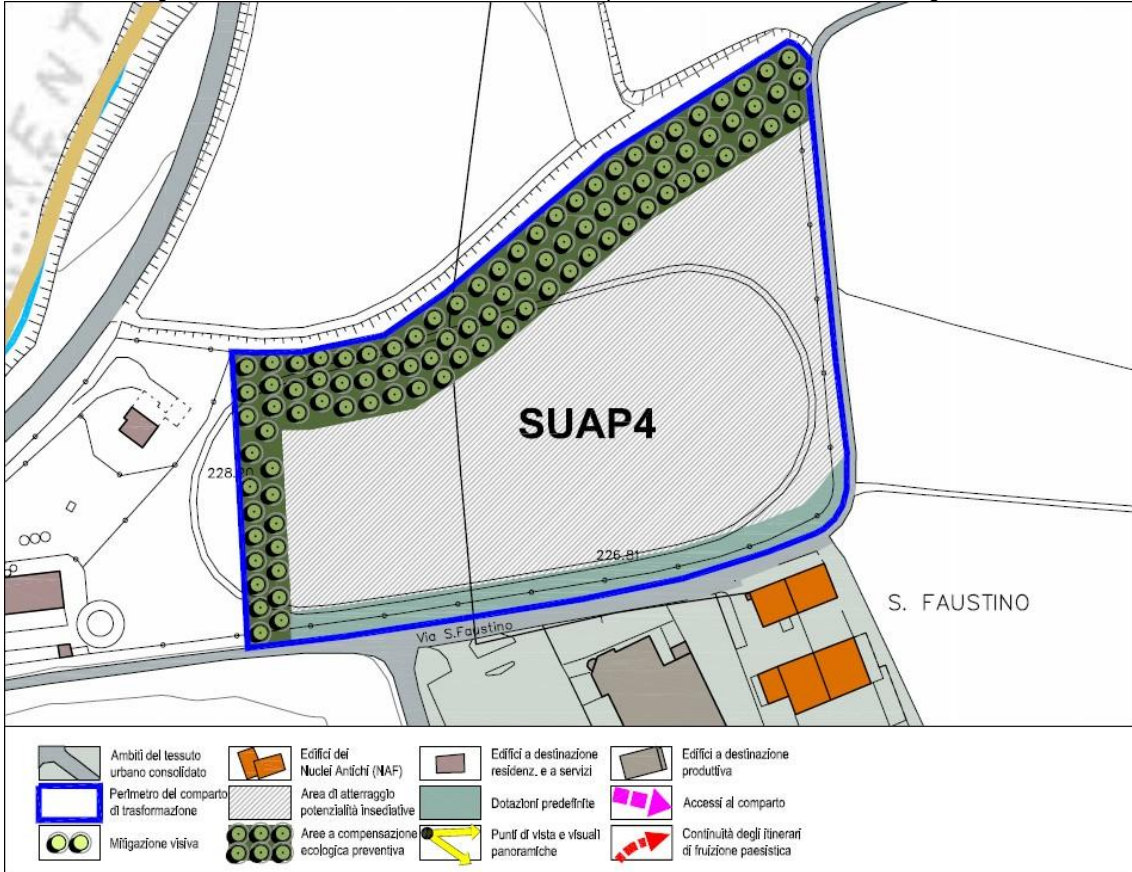 TENT
SUAP4
228.20
226.81
Via S.Faustino
S. FAUSTINO
Ambiti del tessuto
urbano consolidato
Edifici dei
Nuclei Antichi (NAF)
Edifici a destinazione
residenz. e a servizi
Edifici a destinazione
produttiva
Perimetro del comparto
di trasformazione
Area di atterraggio
potenzialità insediative
Dotazioni predefinite
Accessi al comparto
Mitigazione visiva
Aree a compensazione
ecologica preventiva
Punti di vista e visuali
panoramiche
Continuità degli itinerari
di fruizione paesistica